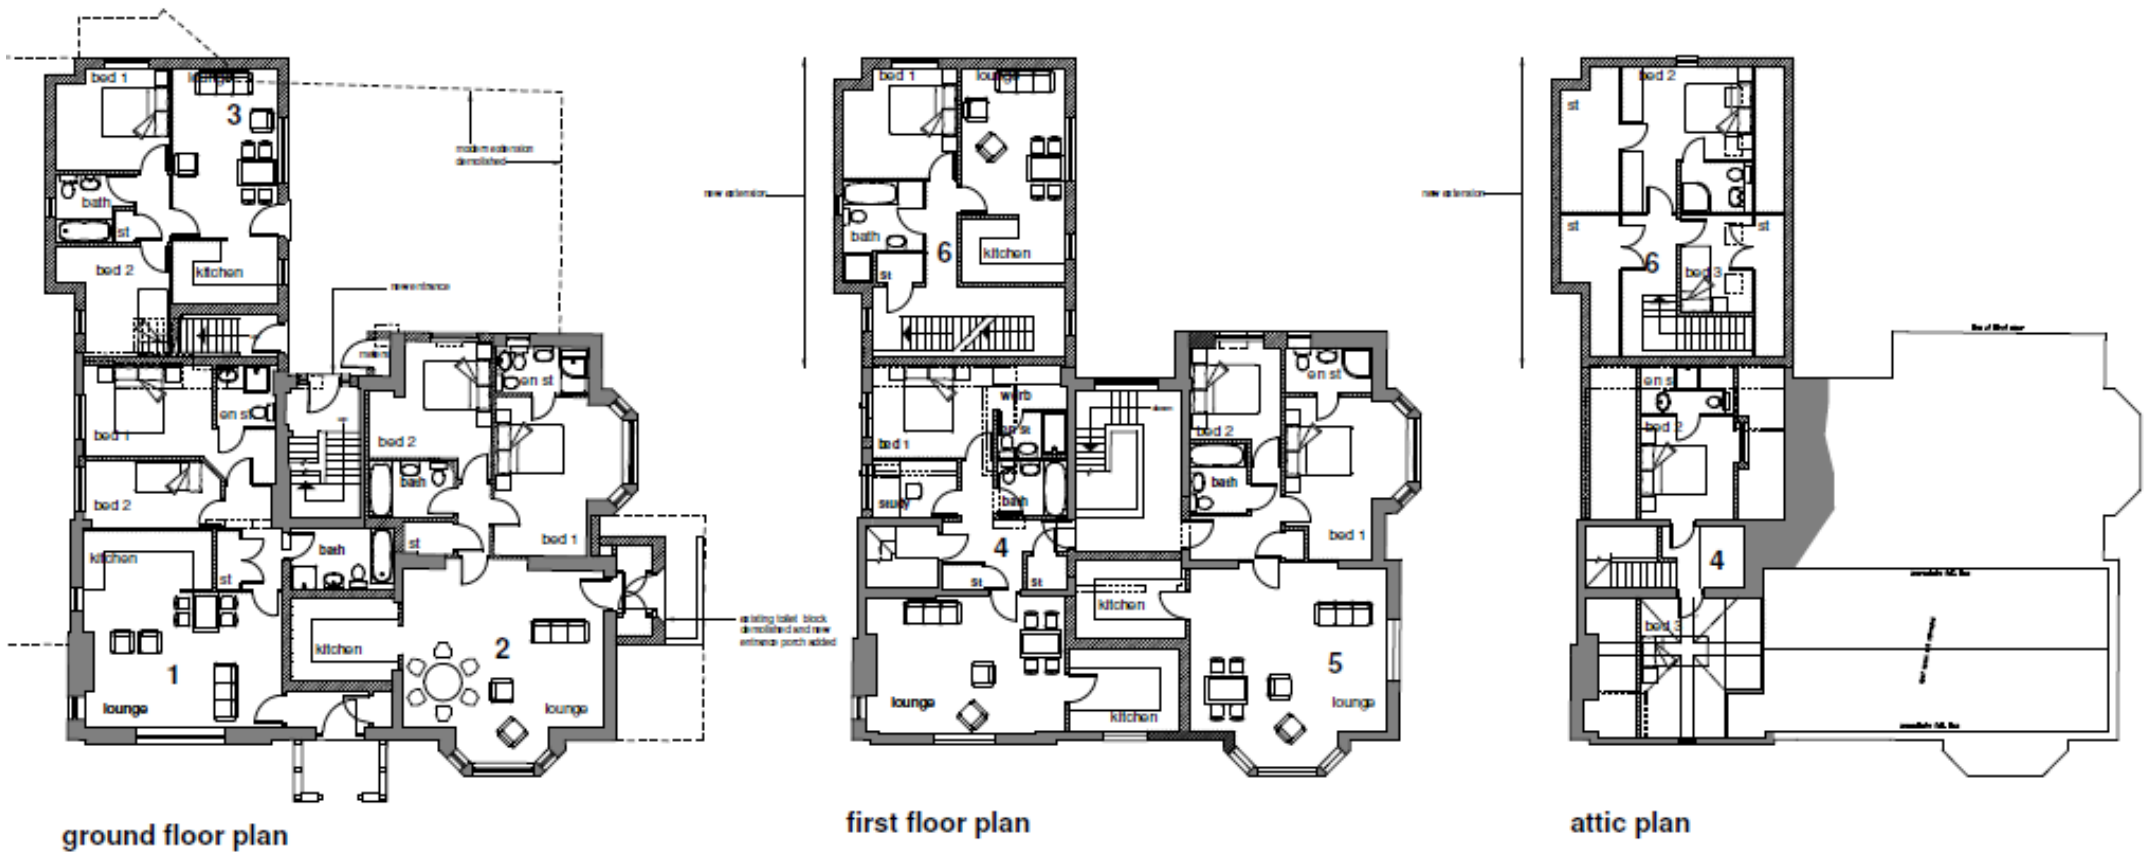 bed 1
lounge
3
modern extension
demolished
bath
st
bed 2
kitchen
new entrance
bed 1
en st
bed 2
kitchen
st
bath
1
lounge
bed 2
en st
bath
st
bed 1
kitchen
2
lounge
existing toilet block
demolished and new
entrance porch added
ground floor plan
bed 1
lounge
new extension
bath
6
kitchen
st
bed 1
en st
study
bath
4
st
st
lounge
kitchen
down
bed 2
en st
bath
bed 1
kitchen
5
lounge
first floor plan
bed 2
st
new extension
st
st
6
bed 3
en s
bed 2
4
bed 3
attic plan